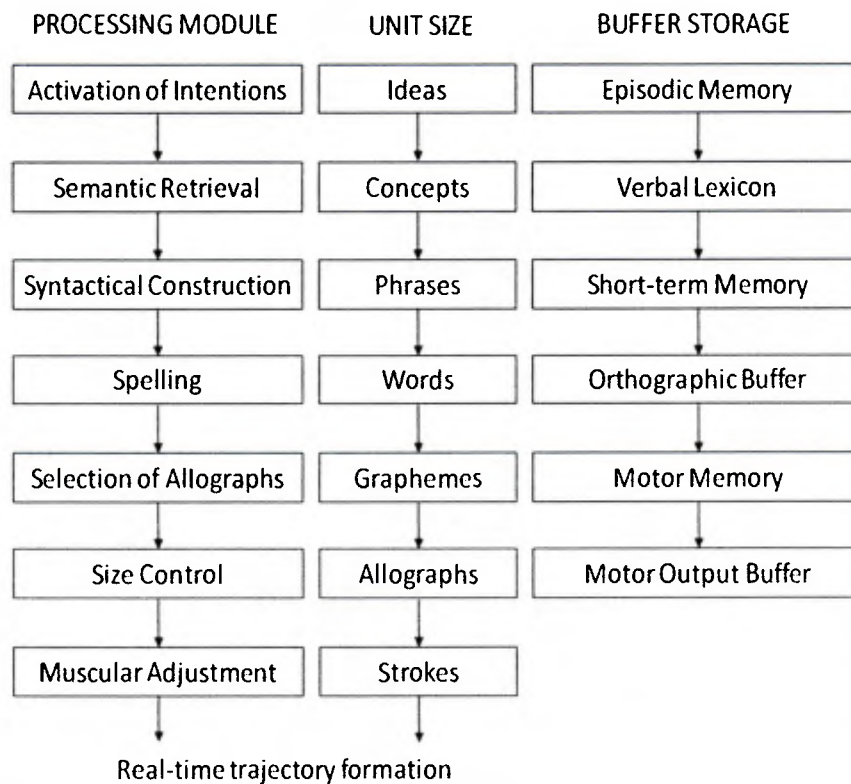 PROCESSING MODULE UNIT SIZE BUFFER STORAGE
Activation of Intentions Ideas Episodic Memory
Semantic Retrieval Concepts Verbal Lexicon
Syntactical Construction Phrases Short-term Memory
Spelling Words Orthographic Buffer
Selection of Allographs Graphemes Motor Memory
Size Control Allographs Motor Output Buffer
Muscular Adjustment Strokes
Real-time trajectory formation